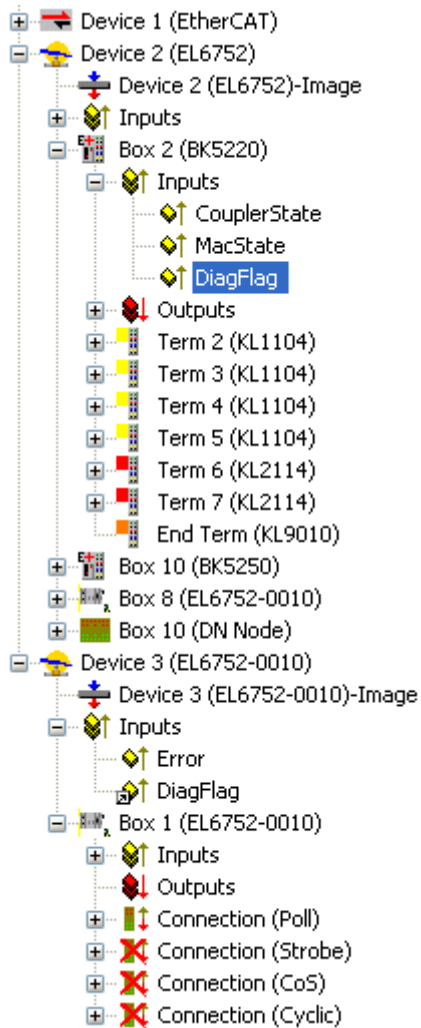 Device 1 (EtherCAT)
Device 2 (EL6752)
Device 2 (EL6752)-Image
Inputs
Box 2 (BK5220)
Inputs
CouplerState
MacState
DiagFlag
Outputs
Term 2 (KL1104)
Term 3 (KL1104)
Term 4 (KL1104)
Term 5 (KL1104)
Term 6 (KL2114)
Term 7 (KL2114)
End Term (KL9010)
Box 10 (BK5250)
Box 8 (EL6752-0010)
Box 10 (DN Node)
Device 3 (EL6752-0010)
Device 3 (EL6752-0010)-Image
Inputs
Error
DiagFlag
Box 1 (EL6752-0010)
Inputs
Outputs
Connection (Poll)
Connection (Strobe)
Connection (CoS)
Connection (Cyclic)